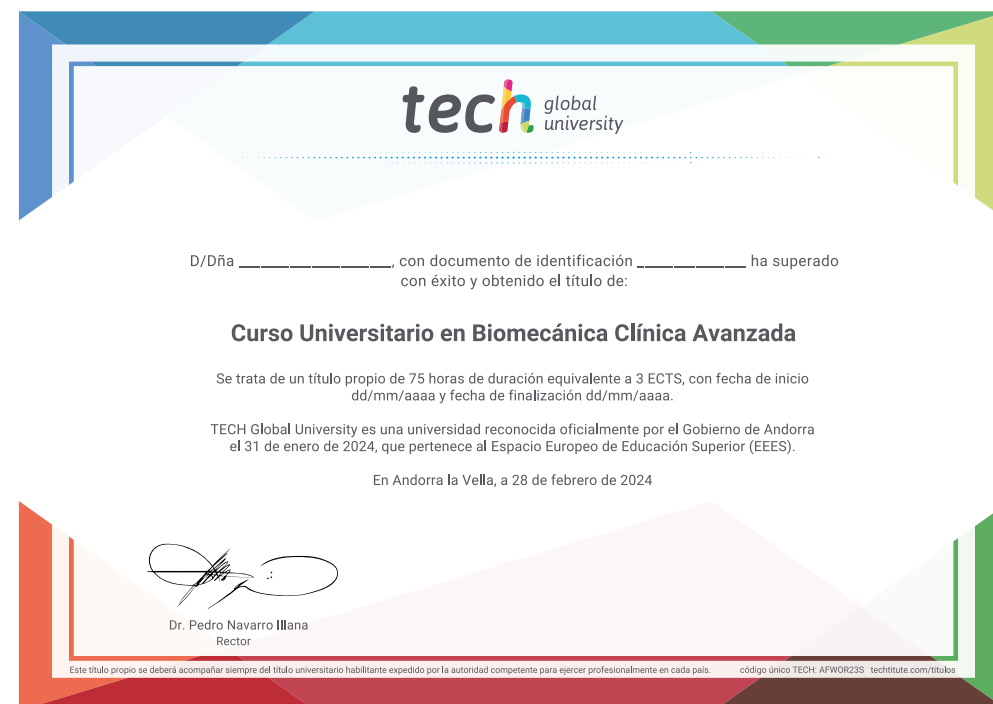 tech global university
D/Dña ____________________, con documento de identificación ______________ ha superado
con éxito y obtenido el título de:
Curso Universitario en Biomecánica Clínica Avanzada
Se trata de un título propio de 75 horas de duración equivalente a 3 ECTS, con fecha de inicio
dd/mm/aaaa y fecha de finalización dd/mm/aaaa.
TECH Global University es una universidad reconocida oficialmente por el Gobierno de Andorra
el 31 de enero de 2024, que pertenece al Espacio Europeo de Educación Superior (EEES).
En Andorra la Vella, a 28 de febrero de 2024
Dr. Pedro Navarro Illana
Rector
Este título propio se deberá acompañar siempre del título universitario habilitante expedido por la autoridad competente para ejercer profesionalmente en cada país. código único TECH: AFWOR23S techtitute.com/titulos